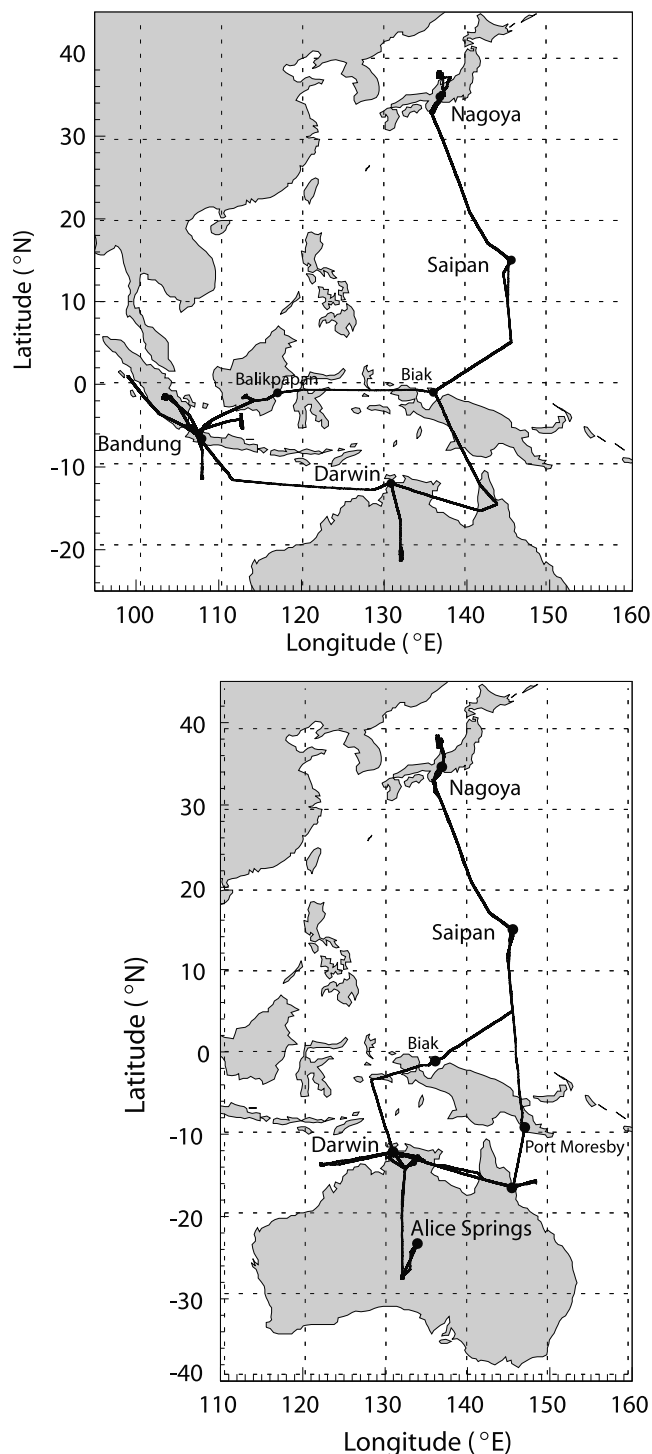 40
30
20
10
0
-10
-20
Latitude (°N)
Nagoya
Saipan
Balikpapan
Biak
Bandung
Darwin
100 110 120 130 140 150 160
Longitude (°E)
40
30
20
10
0
-10
-20
-30
-40
Latitude (°N)
Nagoya
Saipan
Biak
Darwin
Port Moresby
Alice Springs
110 120 130 140 150 160
Longitude (°E)